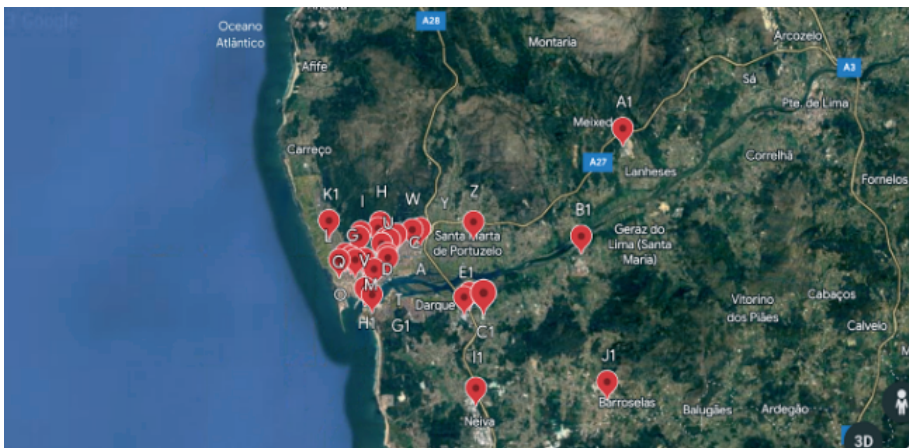 Google
Âncora
A28
Oceano
Atlântico
Montaria
Arcozelo
Afife
A3
Sá
Pte. de Lima
A1
Meixed
Carreço
A27
Lanheses
Correlhã
Fornelos
K1
I
H
W
Y
Z
B1
L
G
U
C
Santa Marta
de Portuzelo
Geraz do
Lima (Santa
Maria)
Q
V
D
A
E1
O
M
T
Darque
H1
G1
C1
Vitorino
dos Piães
Cabaços
Calvelo
I1
J1
Neiva
Barroselas
Balugães
Ardegão
M
3D